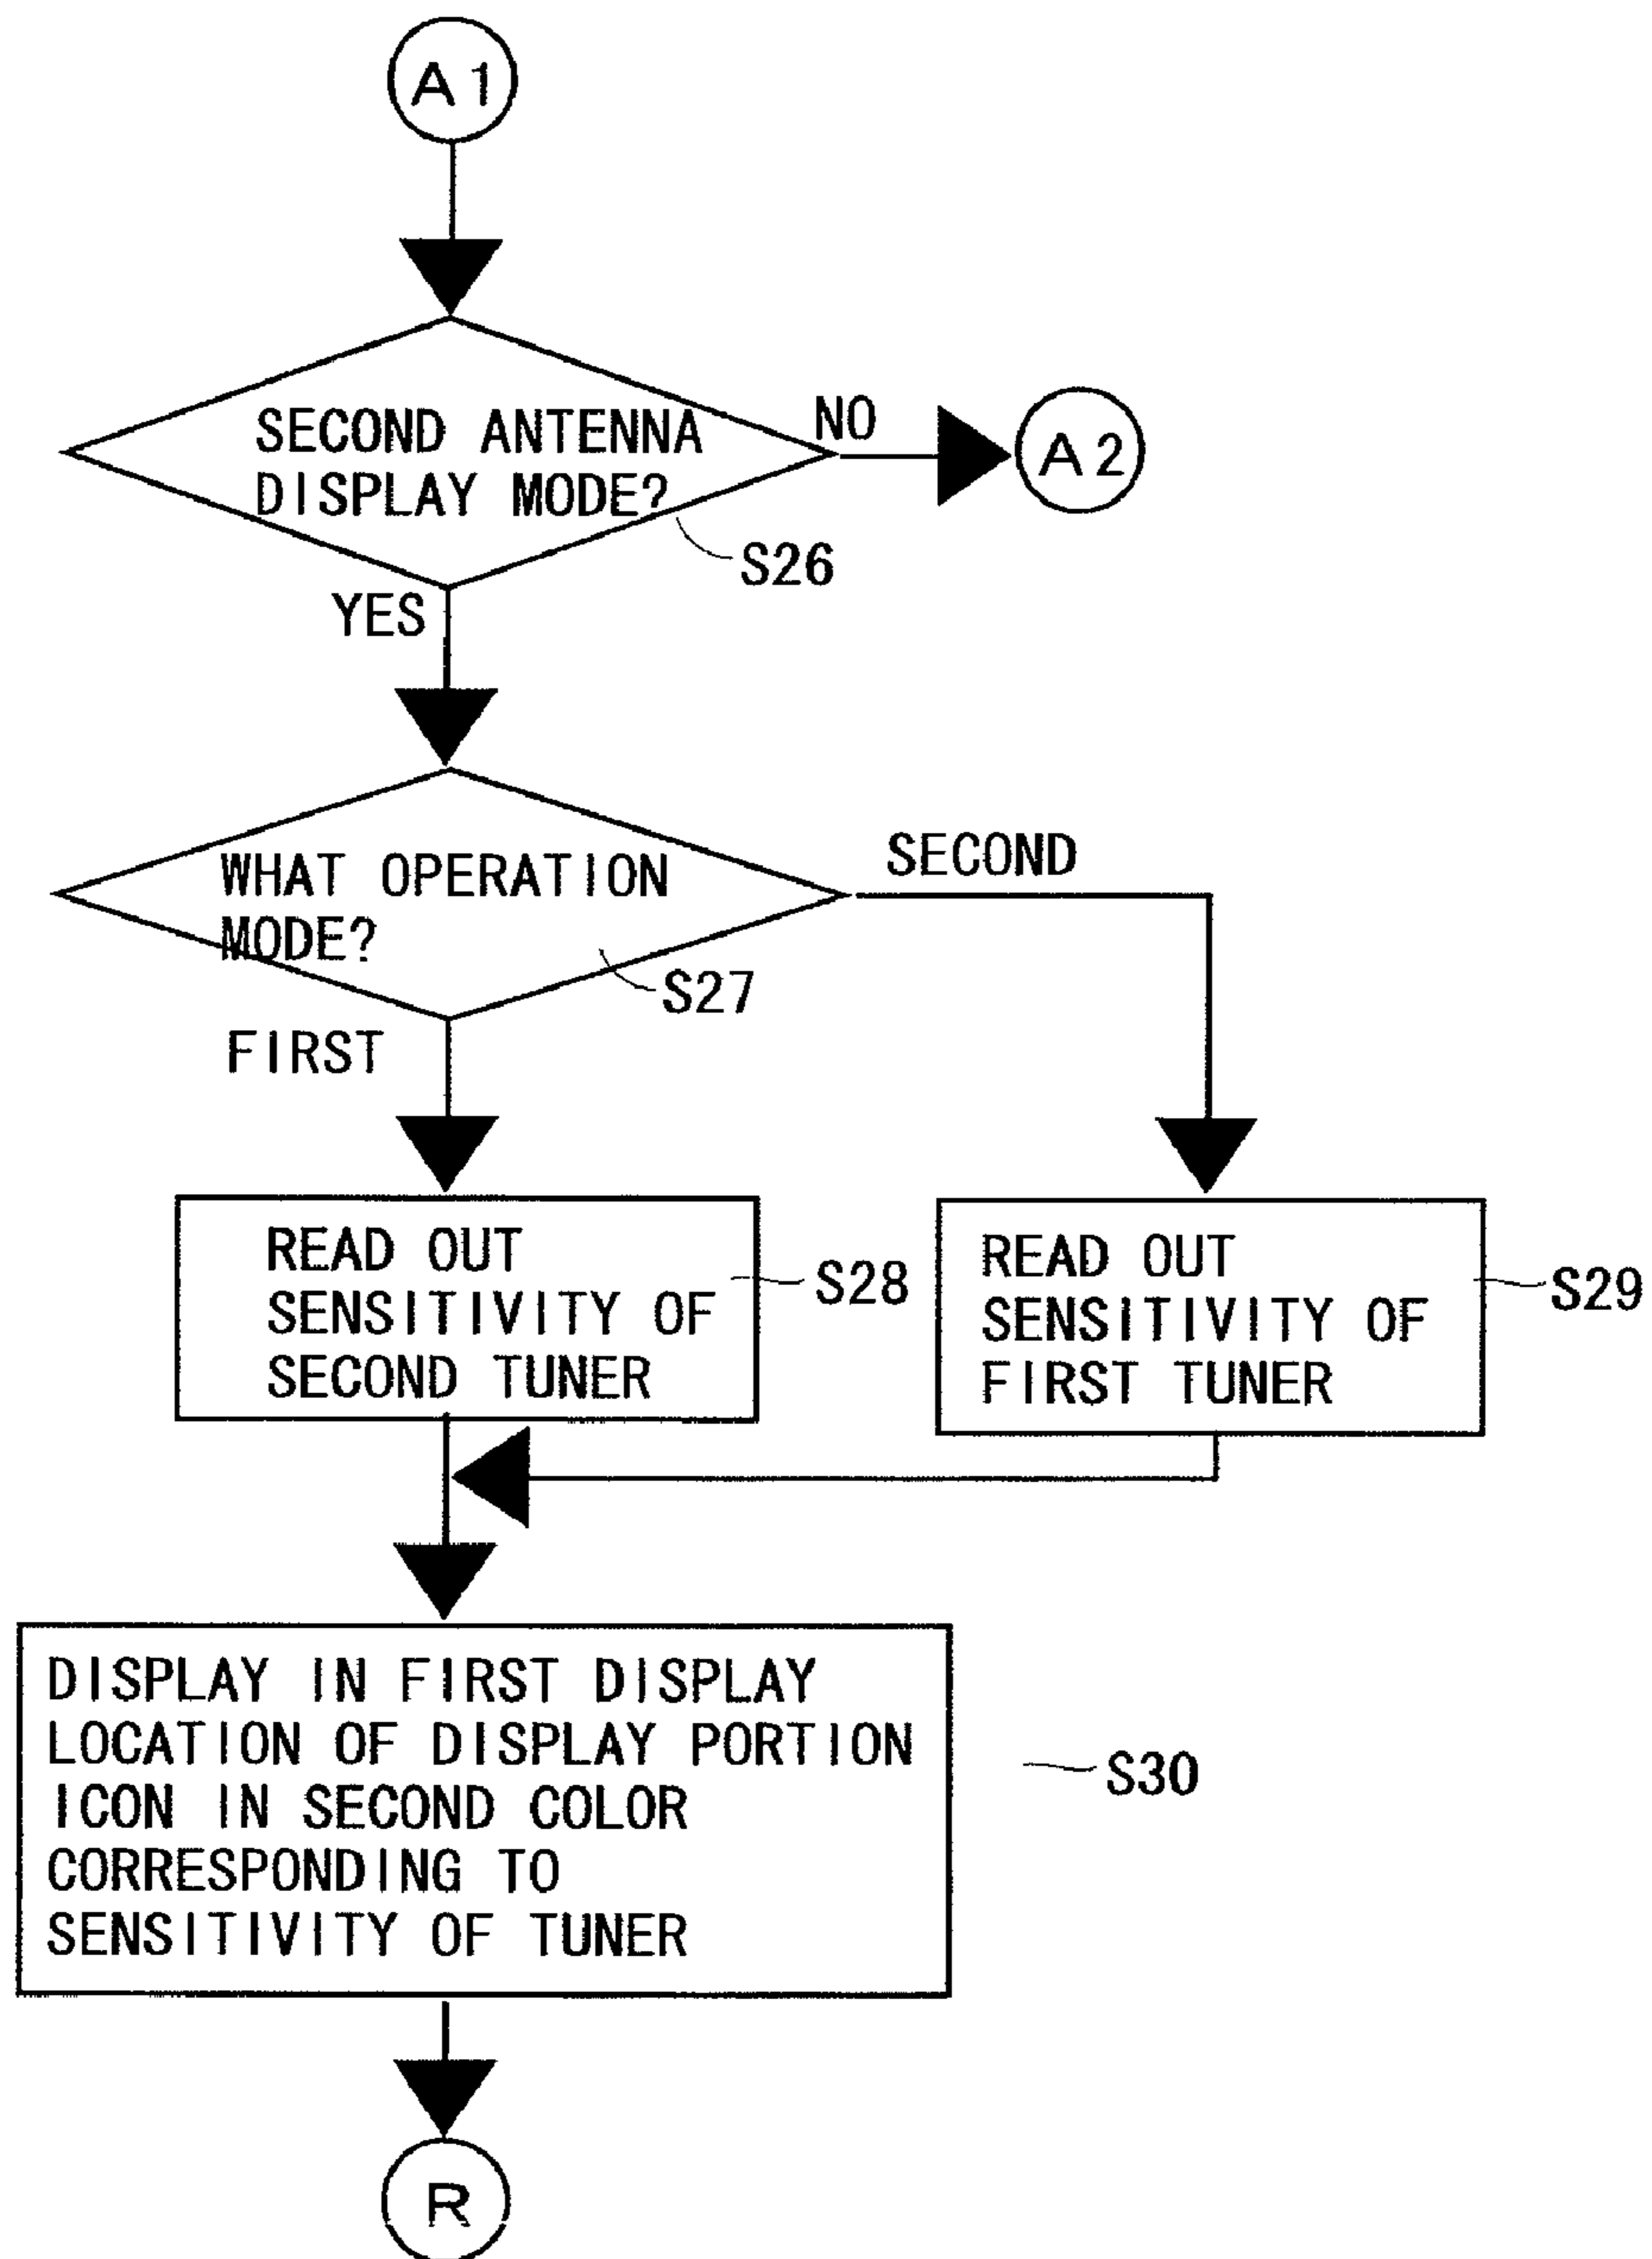 A1
SECOND ANTENNA
DISPLAY MODE?
NO
A2
S26
YES
WHAT OPERATION
MODE?
SECOND
S27
FIRST
READ OUT
SENSITIVITY OF
SECOND TUNER
S28
READ OUT
SENSITIVITY OF
FIRST TUNER
S29
DISPLAY IN FIRST DISPLAY
LOCATION OF DISPLAY PORTION
ICON IN SECOND COLOR
CORRESPONDING TO
SENSITIVITY OF TUNER
S30
R